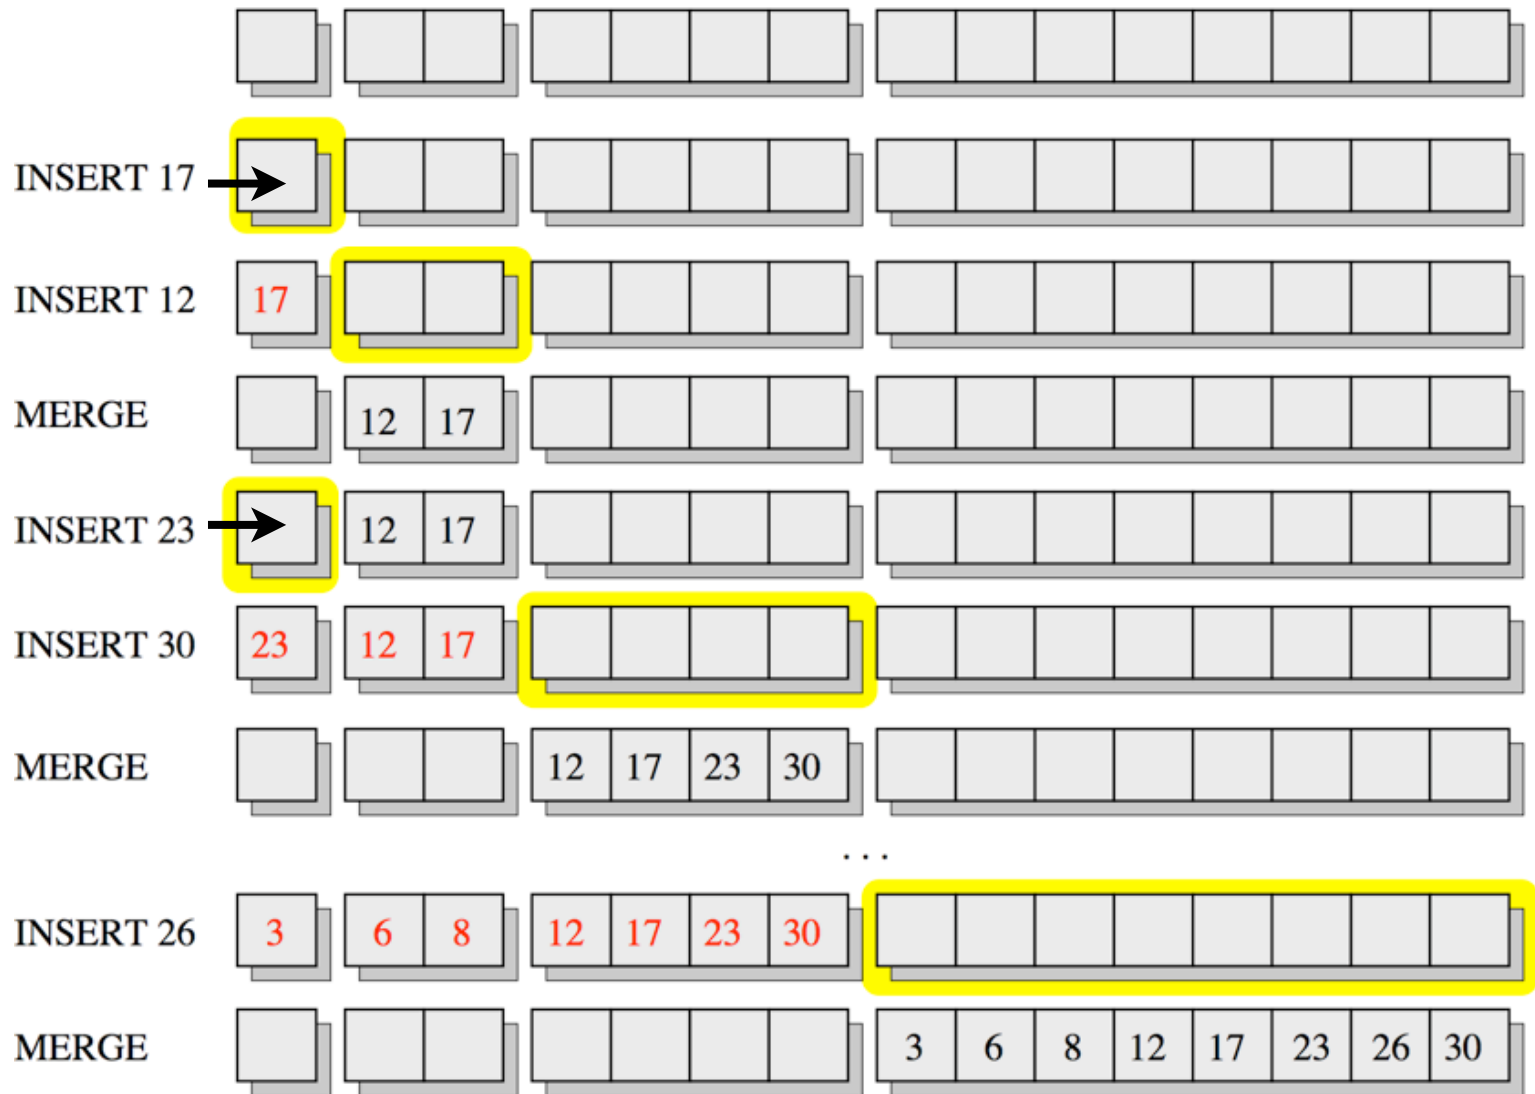 INSERT 17
INSERT 12 17
MERGE 12 17
INSERT 23 12 17
INSERT 30 23 12 17
MERGE 12 17 23 30
. . .
INSERT 26 3 6 8 12 17 23 30
MERGE 3 6 8 12 17 23 26 30